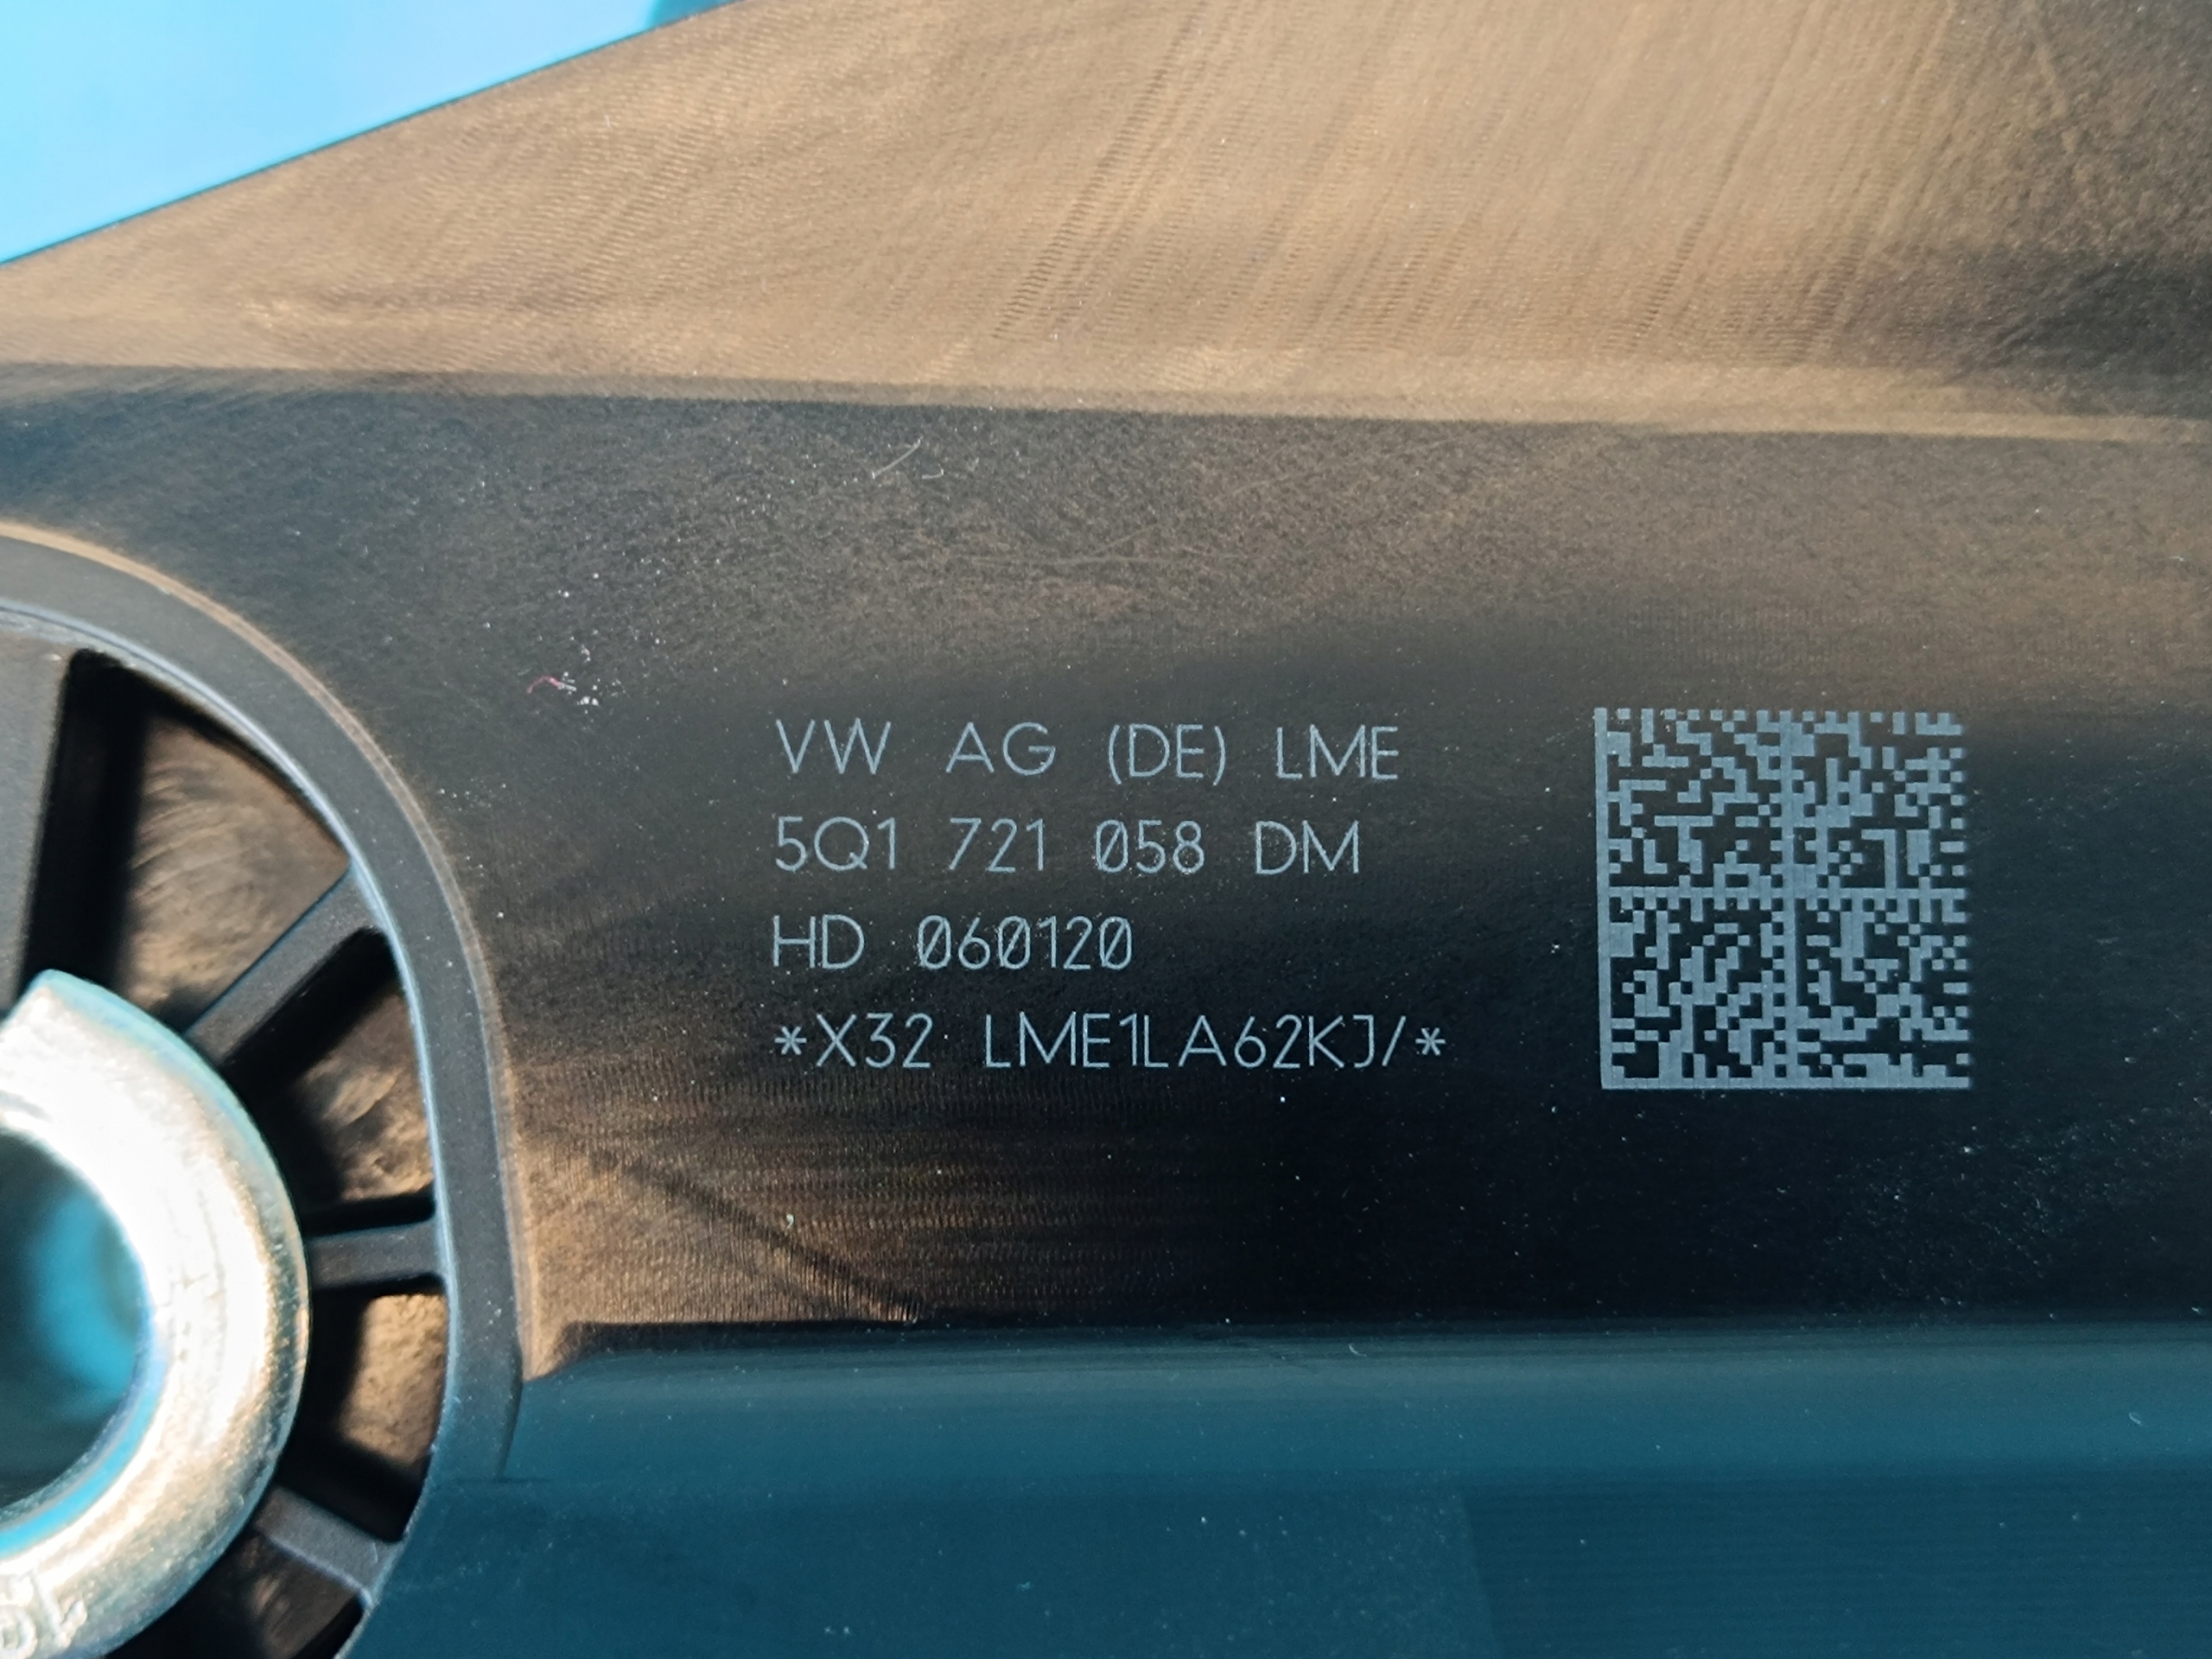 VW AG (DE) LME
5Q1 721 058 DM
HD 060120
*X32 LME1LA62KJ/*